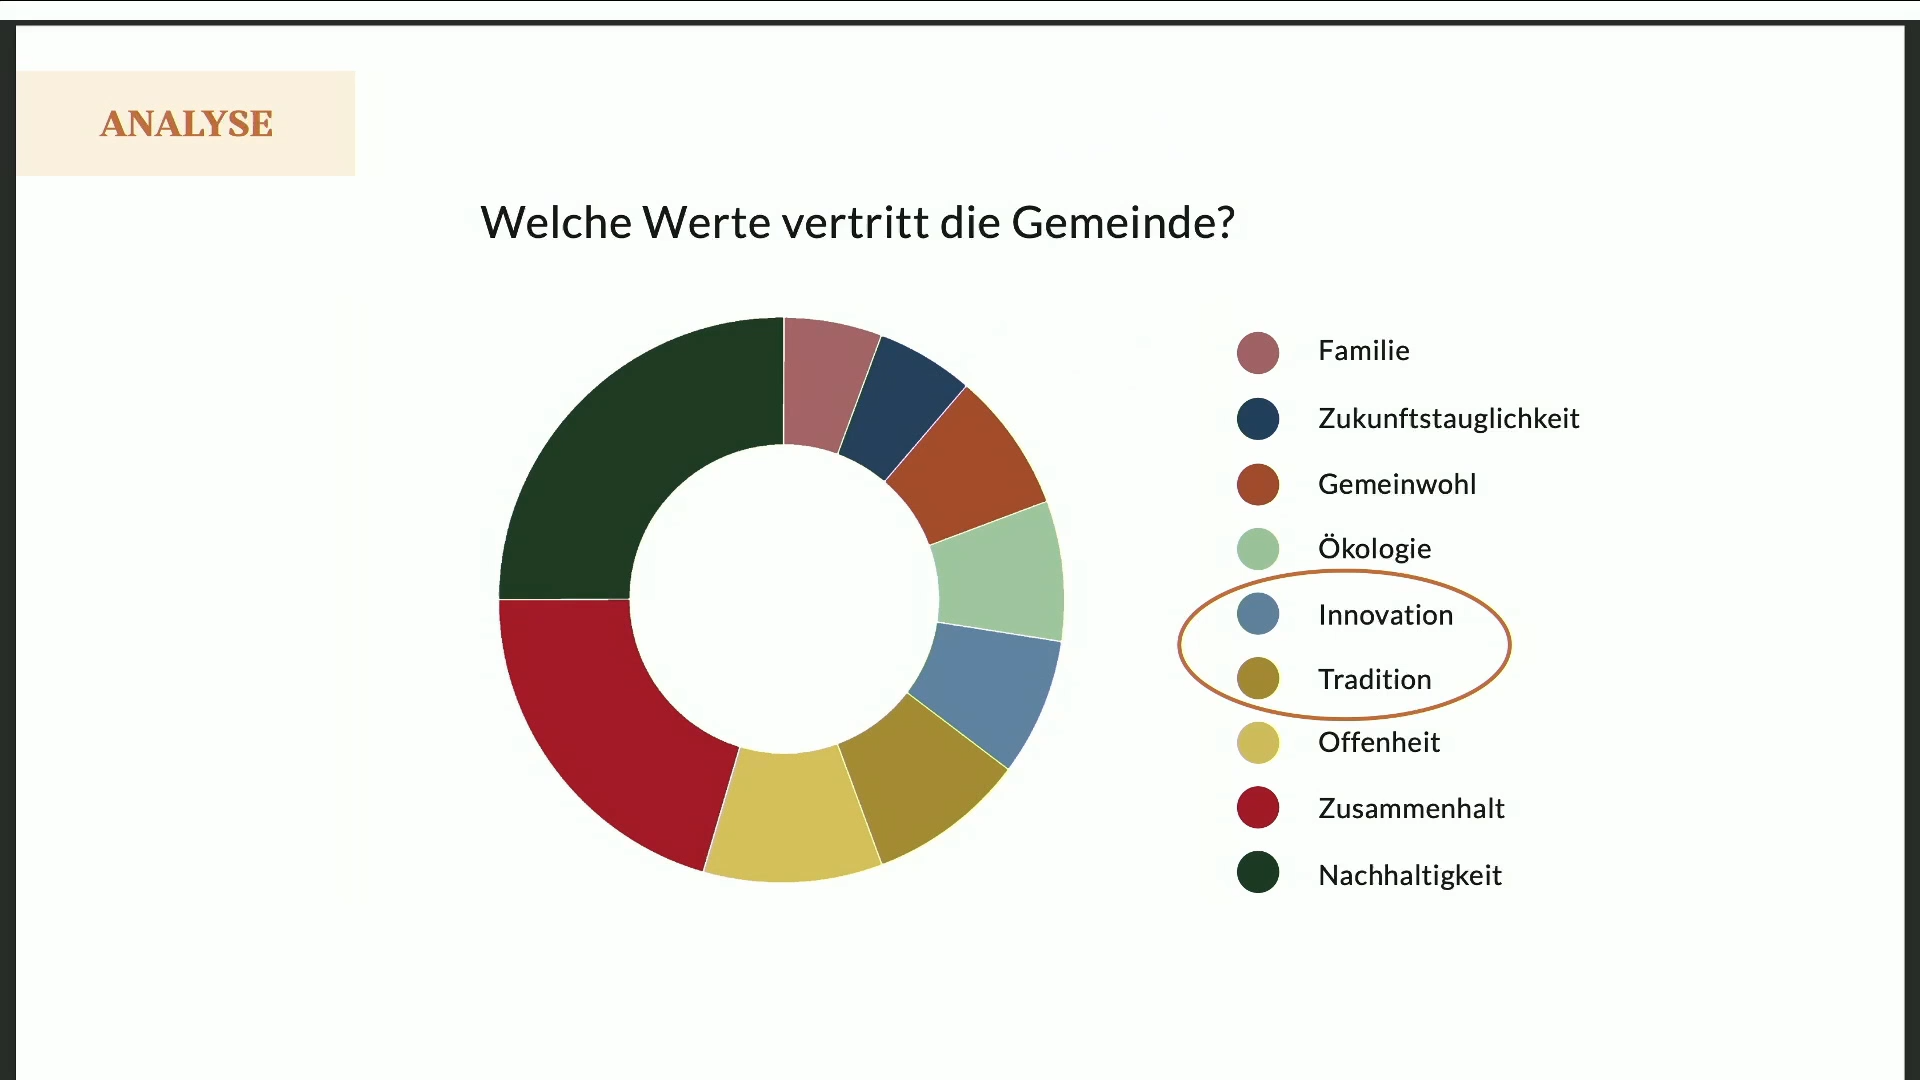 ANALYSE
Welche Werte vertritt die Gemeinde?
Familie
Zukunftstauglichkeit
Gemeinwohl
Ökologie
Innovation
Tradition
Offenheit
Zusammenhalt
Nachhaltigkeit